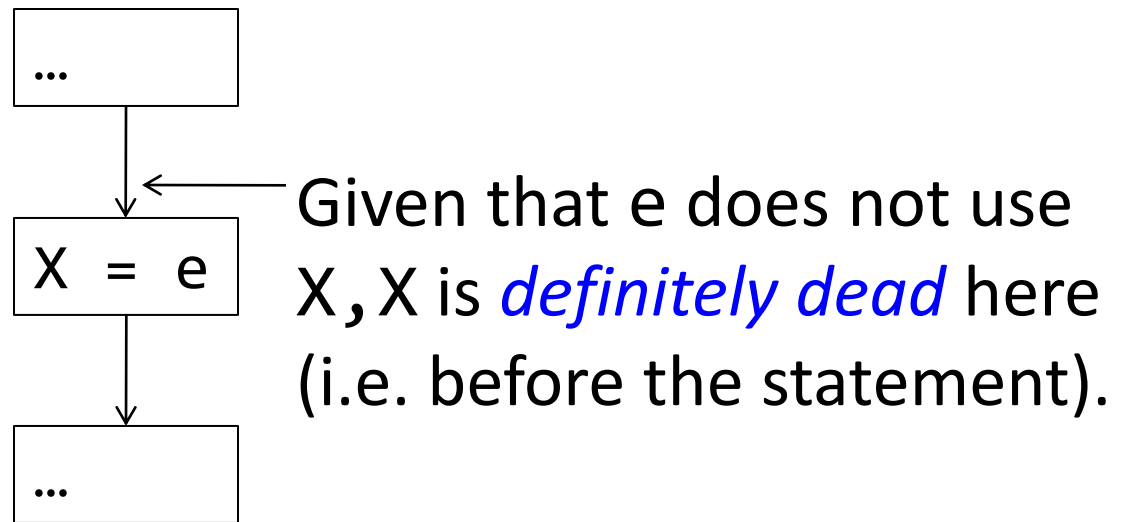 …
Given that e does not use
X = e
X,X is definitely dead here
(i.e. before the statement).
…